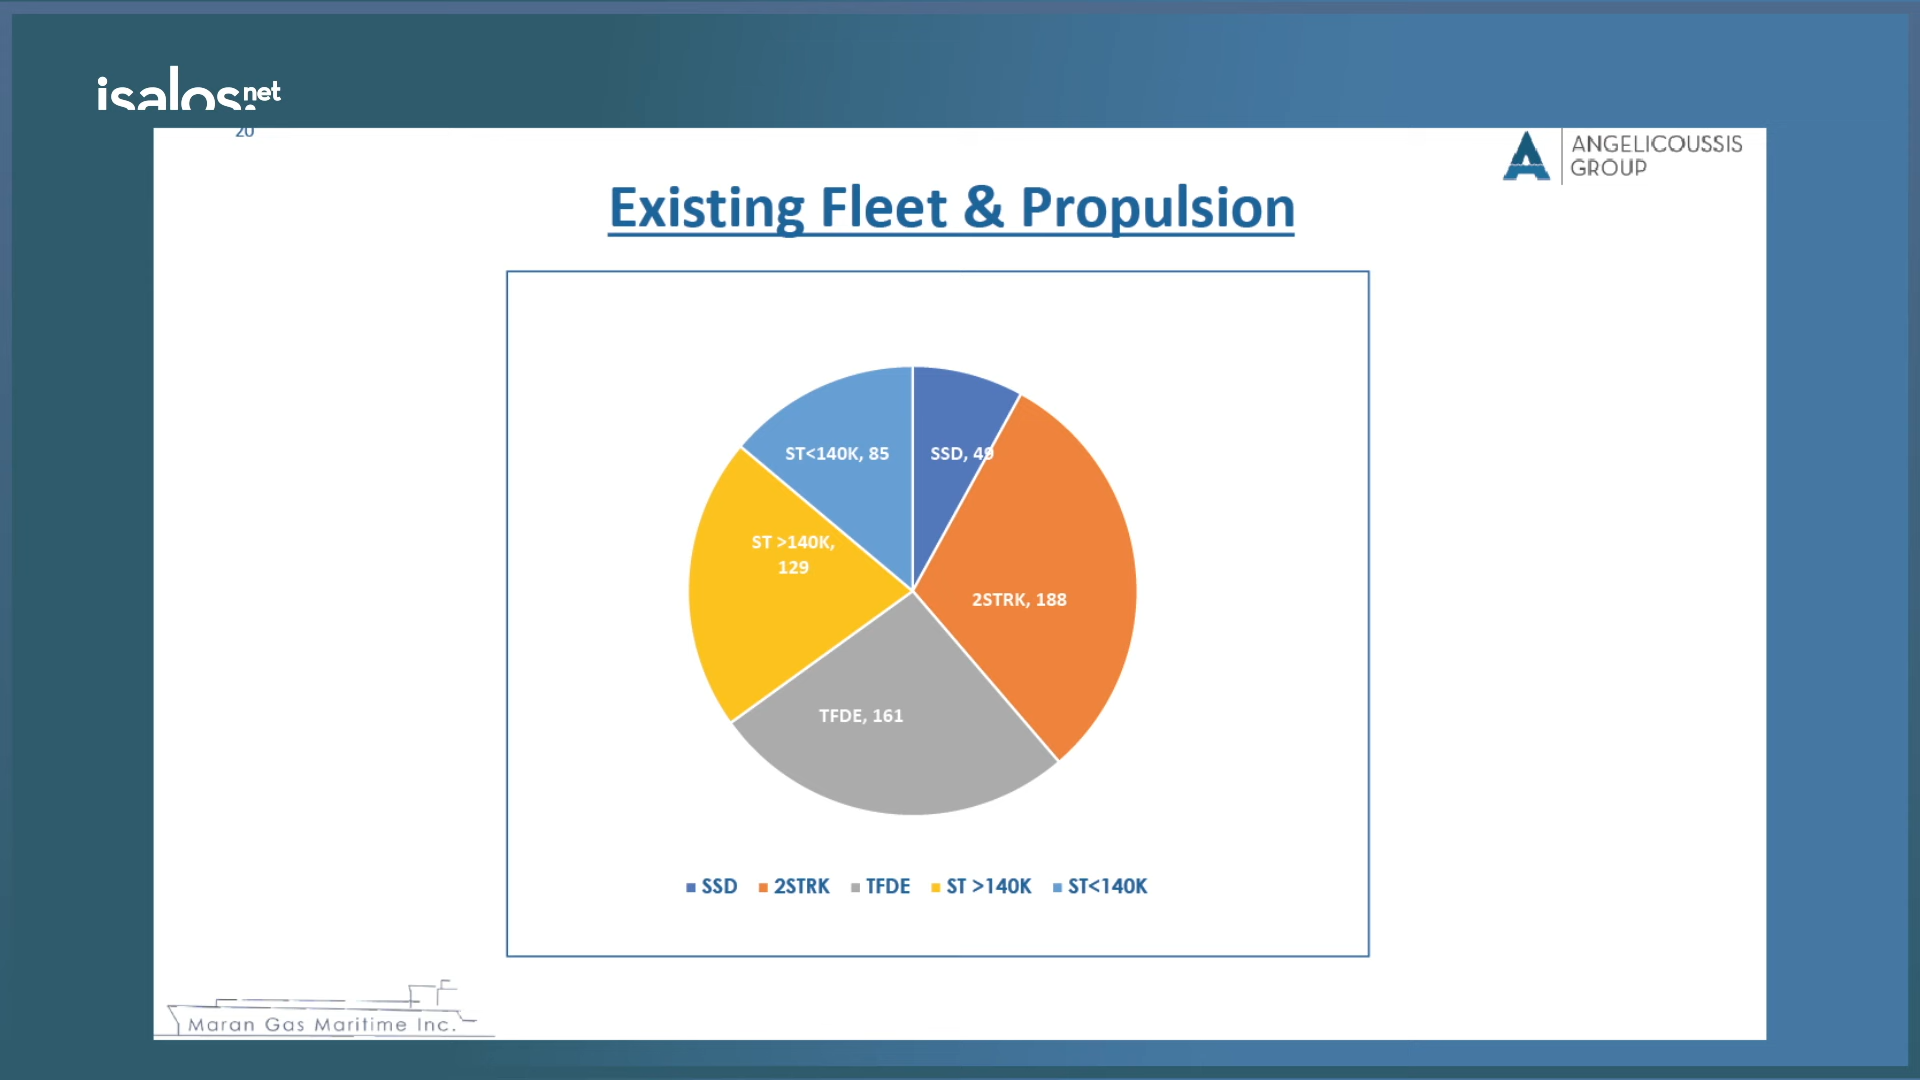 isalos.net
20
ANGELICOUSSIS
GROUP
Existing Fleet & Propulsion
ST<140K, 85
SSD, 49
ST >140K,
129
2STRK, 188
TFDE, 161
SSD 2STRK TFDE ST >140K ST<140K
Maran Gas Maritime Inc.